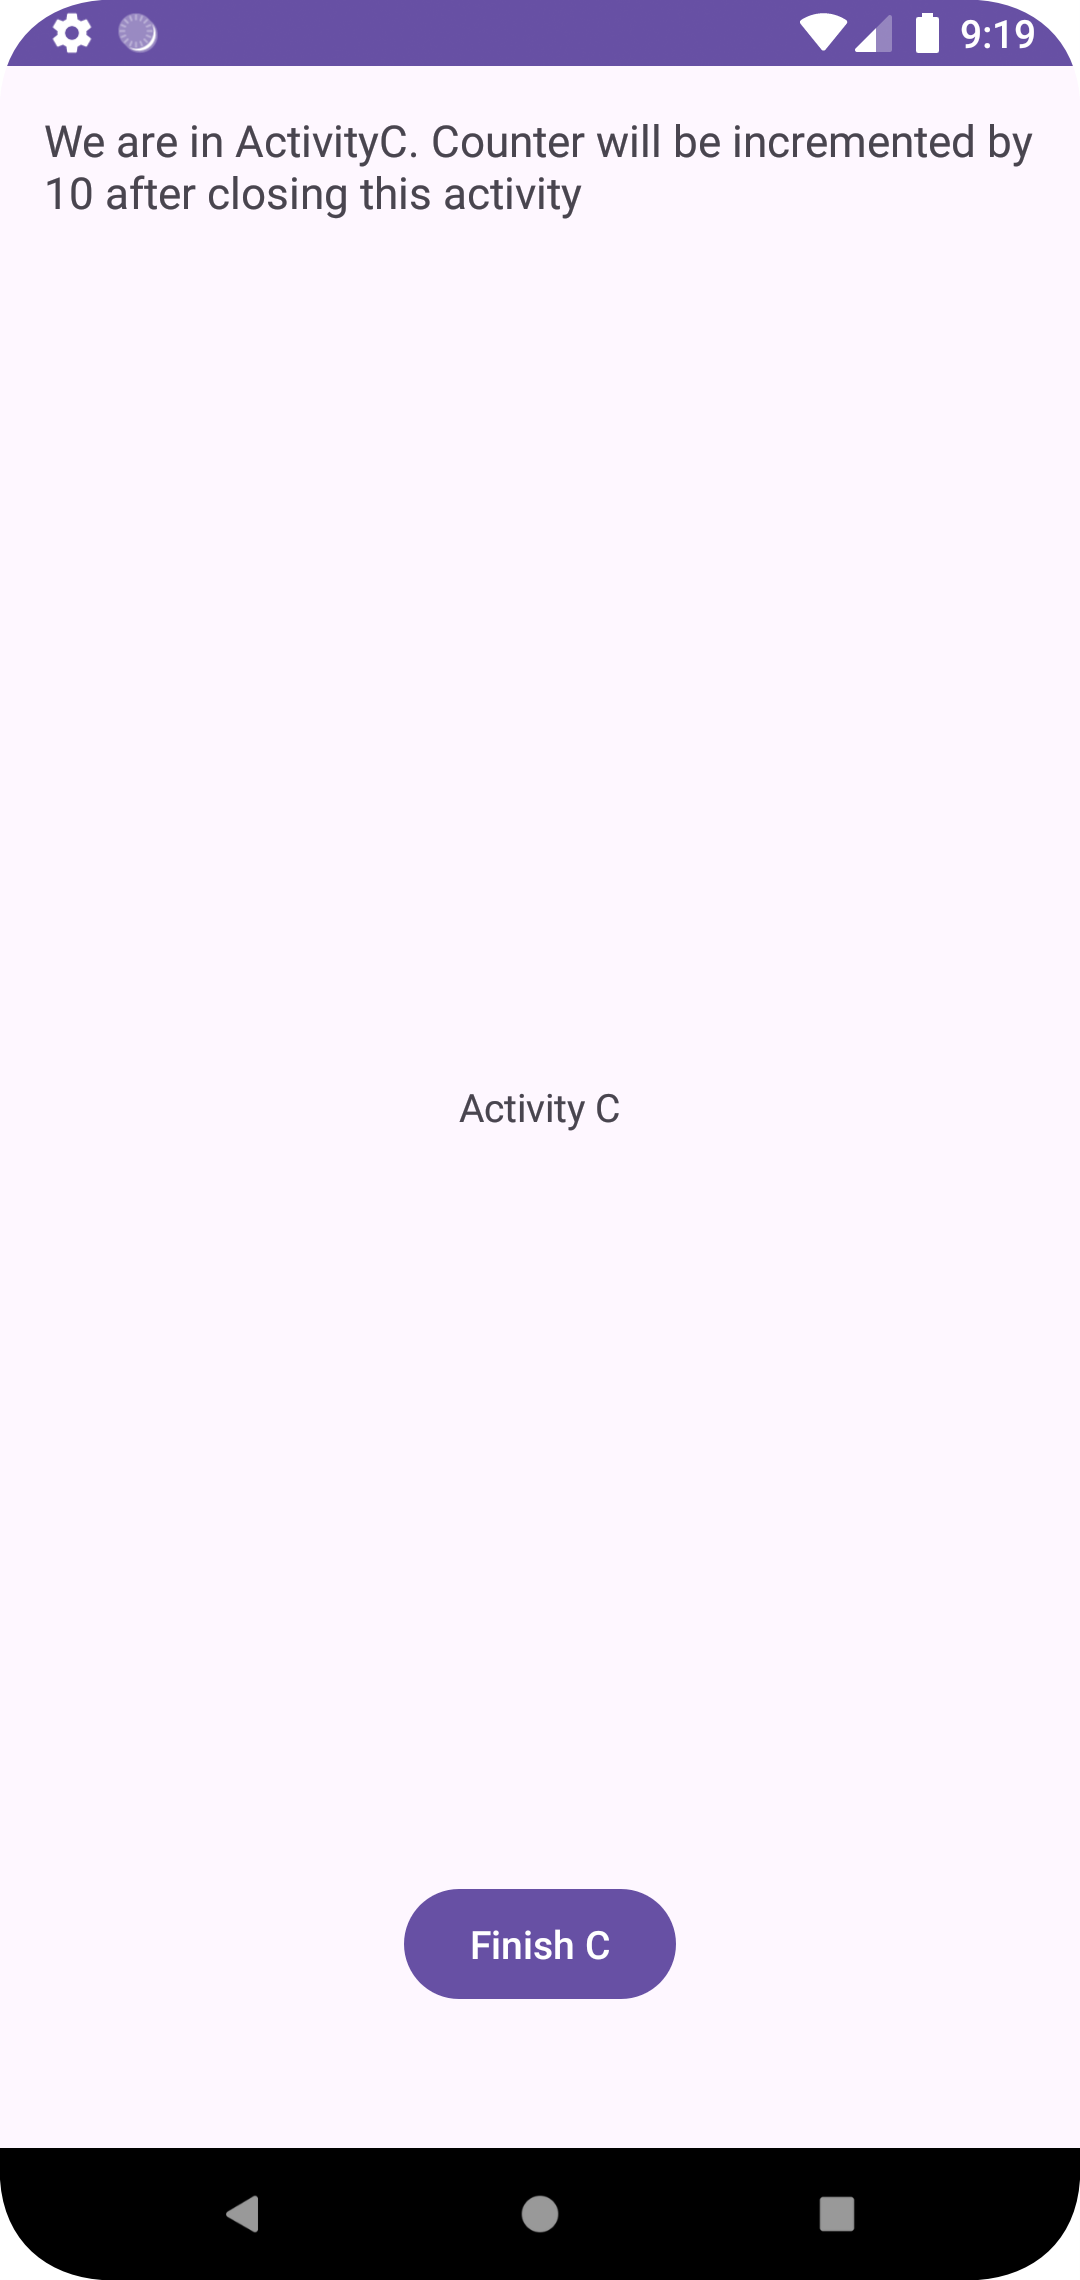 9:19
We are in ActivityC. Counter will be incremented by
10 after closing this activity
Activity C
Finish C